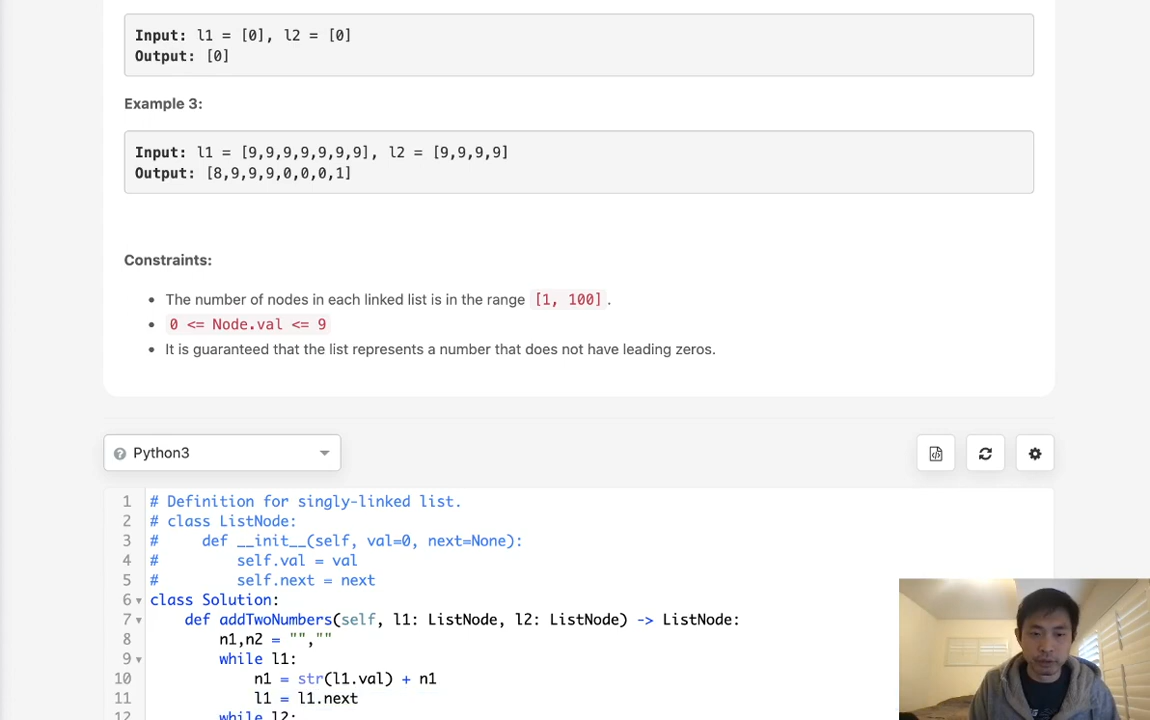 Input: l1 = [0], l2 = [0]
Output: [0]
Example 3:
Input: l1 = [9,9,9,9,9,9,9], l2 = [9,9,9,9]
Output: [8,9,9,9,0,0,0,1]
Constraints:
• The number of nodes in each linked list is in the range [1, 100].
• 0 <= Node.val <= 9
• It is guaranteed that the list represents a number that does not have leading zeros.
Python3
1 # Definition for singly-linked list.
2 # class ListNode:
3 #     def __init__(self, val=0, next=None):
4 #         self.val = val
5 #         self.next = next
6 class Solution:
7     def addTwoNumbers(self, l1: ListNode, l2: ListNode) -> ListNode:
8         n1,n2 = "",""
9         while l1:
10             n1 = str(l1.val) + n1
11             l1 = l1.next
12         while l2: